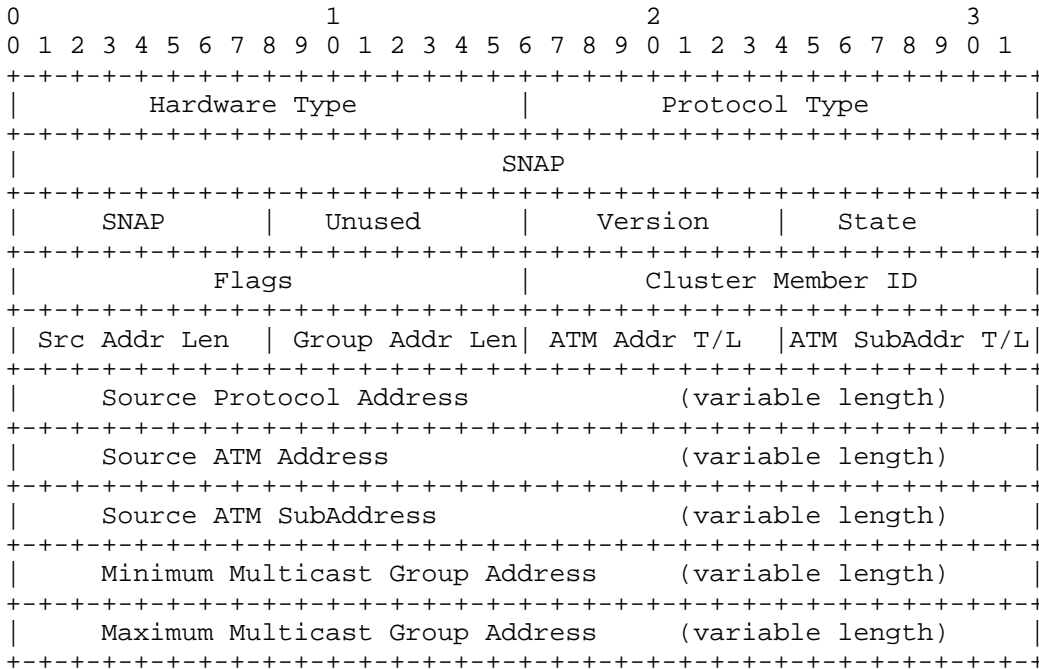 0                   1                   2                   3
0 1 2 3 4 5 6 7 8 9 0 1 2 3 4 5 6 7 8 9 0 1 2 3 4 5 6 7 8 9 0 1
+-+-+-+-+-+-+-+-+-+-+-+-+-+-+-+-+-+-+-+-+-+-+-+-+-+-+-+-+-+-+-+-+
|        Hardware Type          |        Protocol Type          |
+-+-+-+-+-+-+-+-+-+-+-+-+-+-+-+-+-+-+-+-+-+-+-+-+-+-+-+-+-+-+-+-+
|                              SNAP                             |
+-+-+-+-+-+-+-+-+-+-+-+-+-+-+-+-+-+-+-+-+-+-+-+-+-+-+-+-+-+-+-+-+
|     SNAP      |   Unused      |    Version    |   State       |
+-+-+-+-+-+-+-+-+-+-+-+-+-+-+-+-+-+-+-+-+-+-+-+-+-+-+-+-+-+-+-+-+
|            Flags              |       Cluster Member ID       |
+-+-+-+-+-+-+-+-+-+-+-+-+-+-+-+-+-+-+-+-+-+-+-+-+-+-+-+-+-+-+-+-+
| Src Addr Len  | Group Addr Len| ATM Addr T/L  |ATM SubAddr T/L|
+-+-+-+-+-+-+-+-+-+-+-+-+-+-+-+-+-+-+-+-+-+-+-+-+-+-+-+-+-+-+-+-+
|     Source Protocol Address             (variable length)     |
+-+-+-+-+-+-+-+-+-+-+-+-+-+-+-+-+-+-+-+-+-+-+-+-+-+-+-+-+-+-+-+-+
|     Source ATM Address                  (variable length)     |
+-+-+-+-+-+-+-+-+-+-+-+-+-+-+-+-+-+-+-+-+-+-+-+-+-+-+-+-+-+-+-+-+
|     Source ATM SubAddress               (variable length)     |
+-+-+-+-+-+-+-+-+-+-+-+-+-+-+-+-+-+-+-+-+-+-+-+-+-+-+-+-+-+-+-+-+
|     Minimum Multicast Group Address     (variable length)     |
+-+-+-+-+-+-+-+-+-+-+-+-+-+-+-+-+-+-+-+-+-+-+-+-+-+-+-+-+-+-+-+-+
|     Maximum Multicast Group Address     (variable length)     |
+-+-+-+-+-+-+-+-+-+-+-+-+-+-+-+-+-+-+-+-+-+-+-+-+-+-+-+-+-+-+-+-+